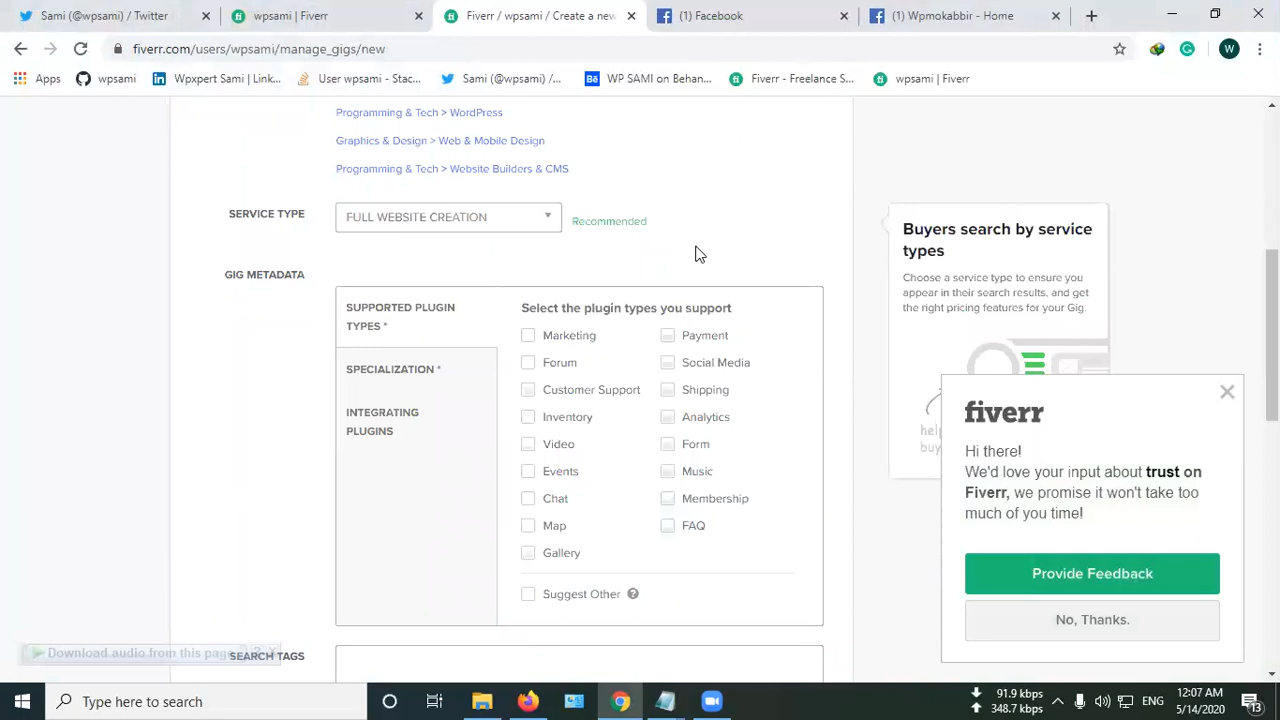 Sami (@wpsami) / Twitter
wpsami | Fiverr
Fiverr / wpsami / Create a new
(1) Facebook
(1) Wpmokabbir - Home
fiverr.com/users/wpsami/manage_gigs/new
W
Apps
wpsami
Wpxpert Sami | Link...
User wpsami - Stac...
Sami (@wpsami) /...
WP SAMI on Behan...
Fiverr - Freelance S...
wpsami | Fiverr
Programming & Tech > WordPress
Graphics & Design > Web & Mobile Design
Programming & Tech > Website Builders & CMS
SERVICE TYPE
FULL WEBSITE CREATION
Recommended
Buyers search by service
types
Choose a service type to ensure you
appear in their search results, and get
the right pricing features for your Gig.
GIG METADATA
SUPPORTED PLUGIN
TYPES *
SPECIALIZATION *
INTEGRATING
PLUGINS
Select the plugin types you support
Marketing
Payment
Forum
Social Media
Customer Support
Shipping
Inventory
Analytics
Video
Form
Events
Music
Chat
Membership
Map
FAQ
Gallery
Suggest Other ?
help
buy
fiverr
Hi there!
We'd love your input about trust on
Fiverr, we promise it won't take too
much of you time!
Provide Feedback
No, Thanks.
Download audio from this page ? X
SEARCH TAGS
Type here to search
91.9 kbps
348.7 kbps
ENG
12:07 AM
5/14/2020
13